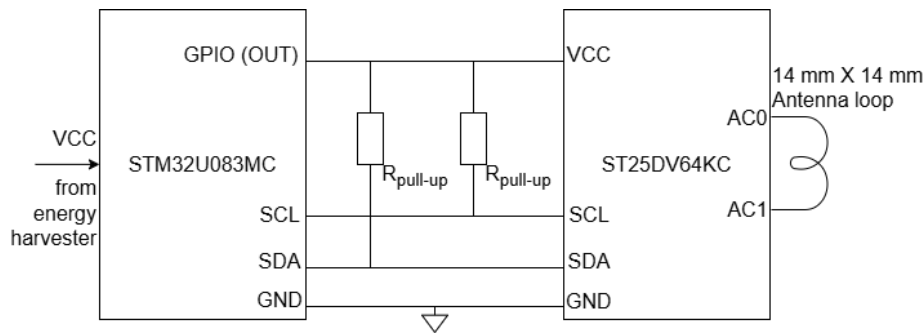 GPIO (OUT)
VCC
14 mm X 14 mm
Antenna loop
AC0
VCC
STM32U083MC
ST25DV64KC
from
energy
harvester
Rpull-up
Rpull-up
AC1
SCL
SCL
SDA
SDA
GND
GND